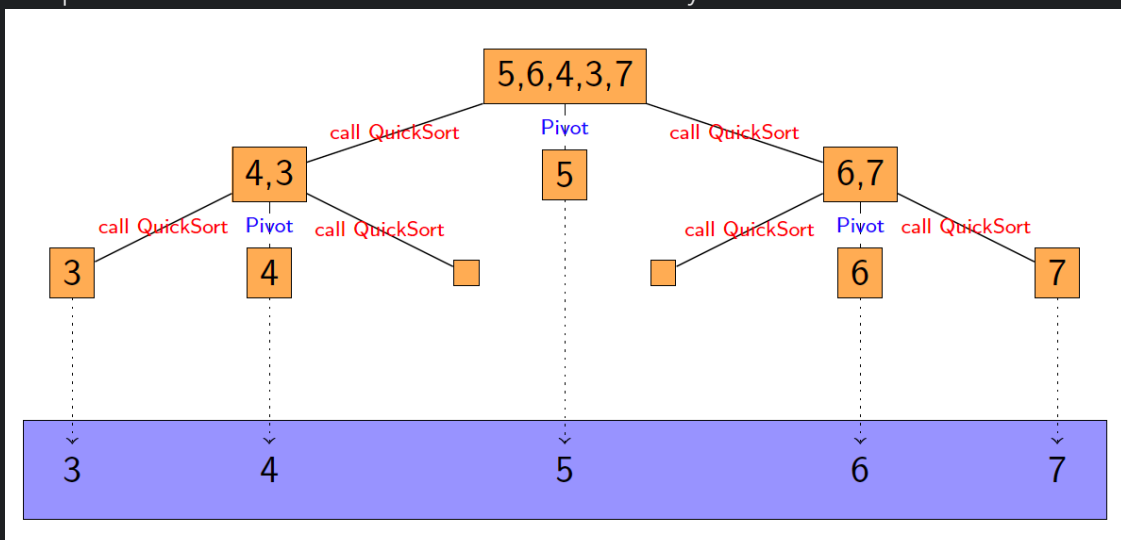 5,6,4,3,7
call QuickSort Pivot call QuickSort
4,3 5 6,7
call QuickSort Pivot call QuickSort call QuickSort Pivot call QuickSort
3 4 6 7
3 4 5 6 7